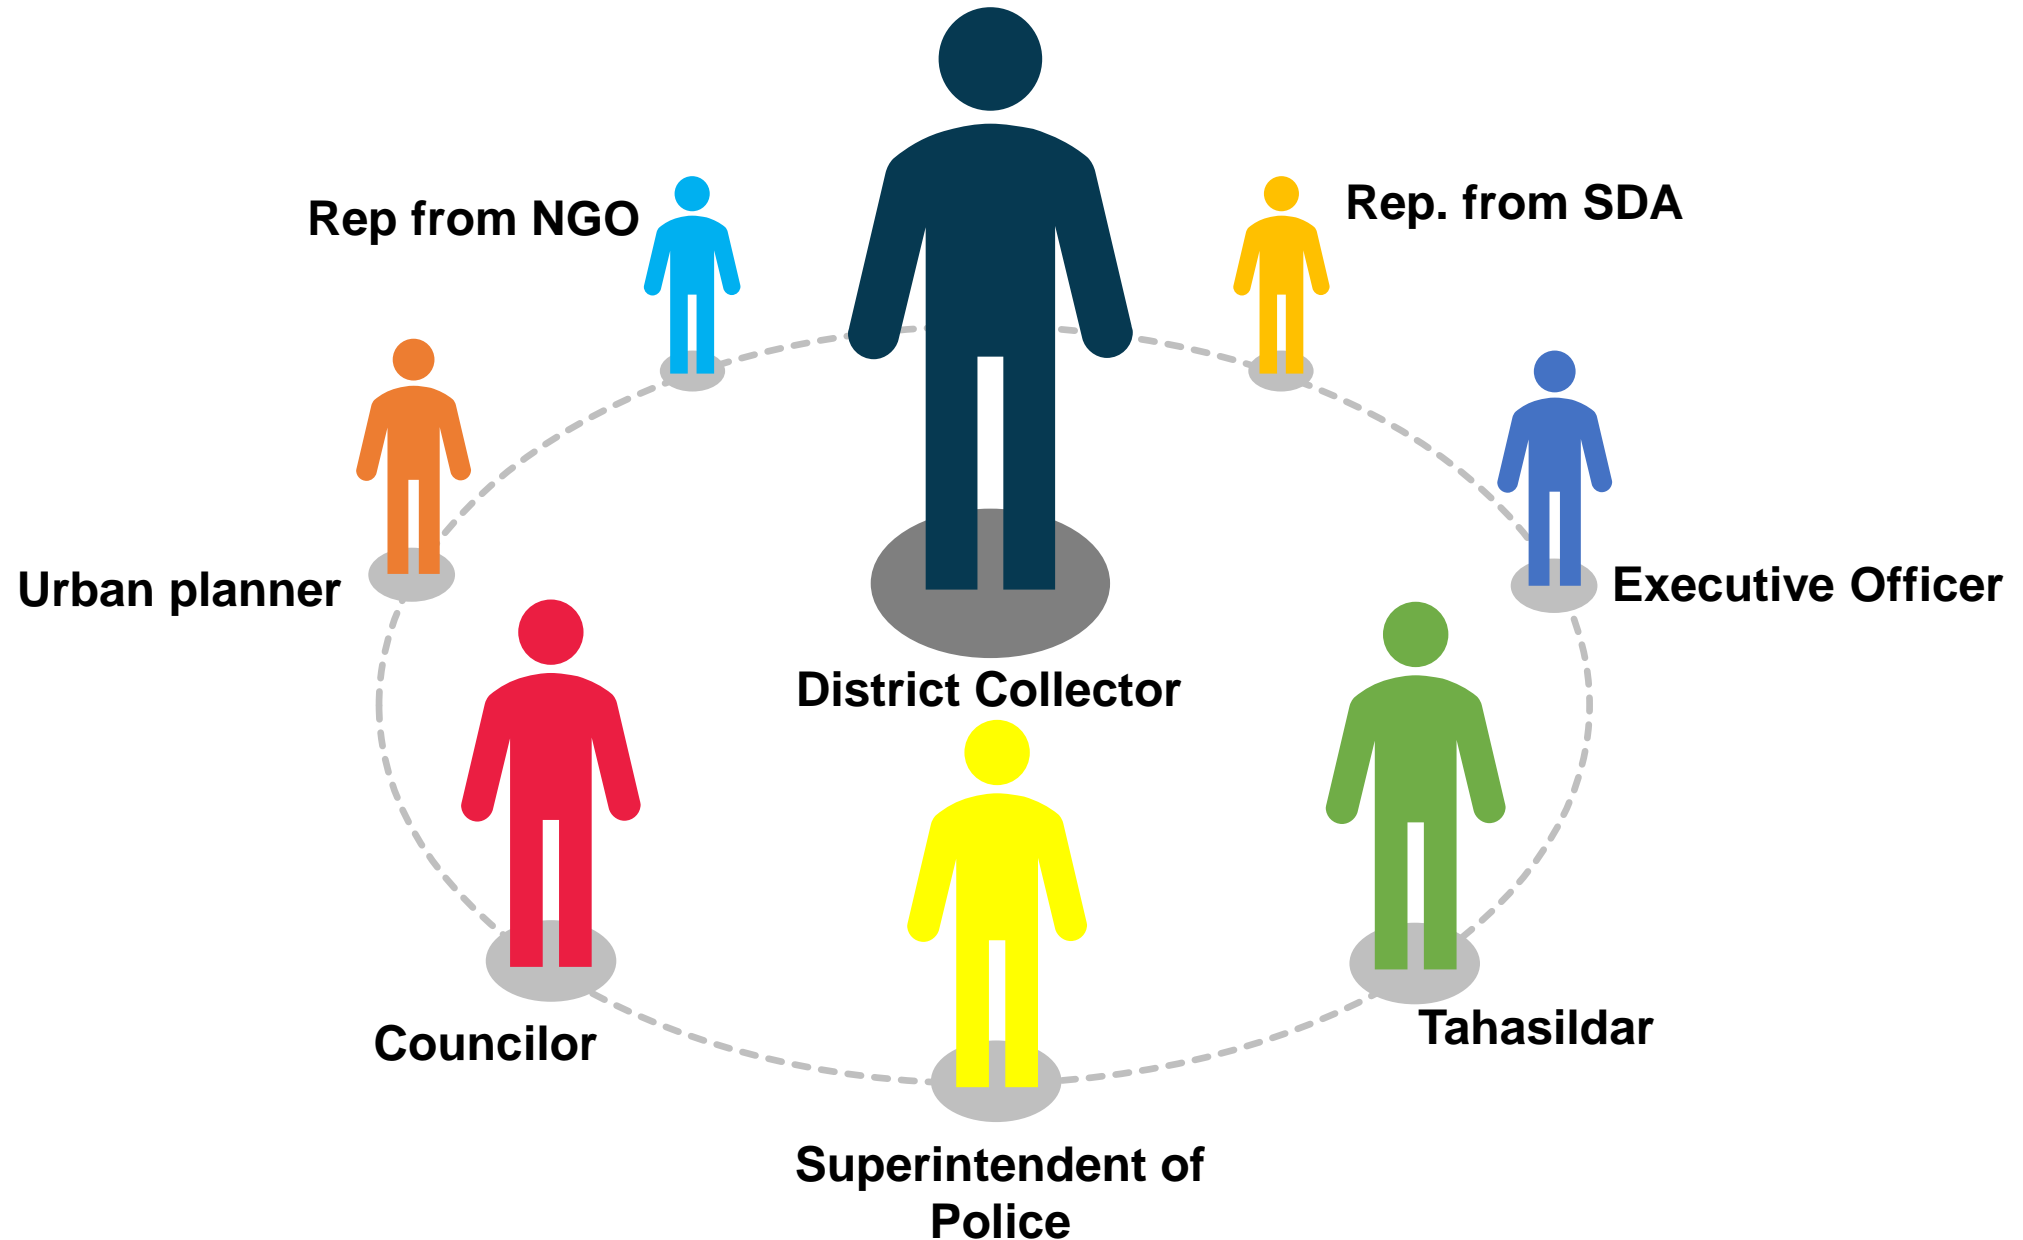 Rep from NGO
Rep. from SDA
Urban planner
Executive Officer
District Collector
Councilor
Tahasildar
Superintendent of
Police